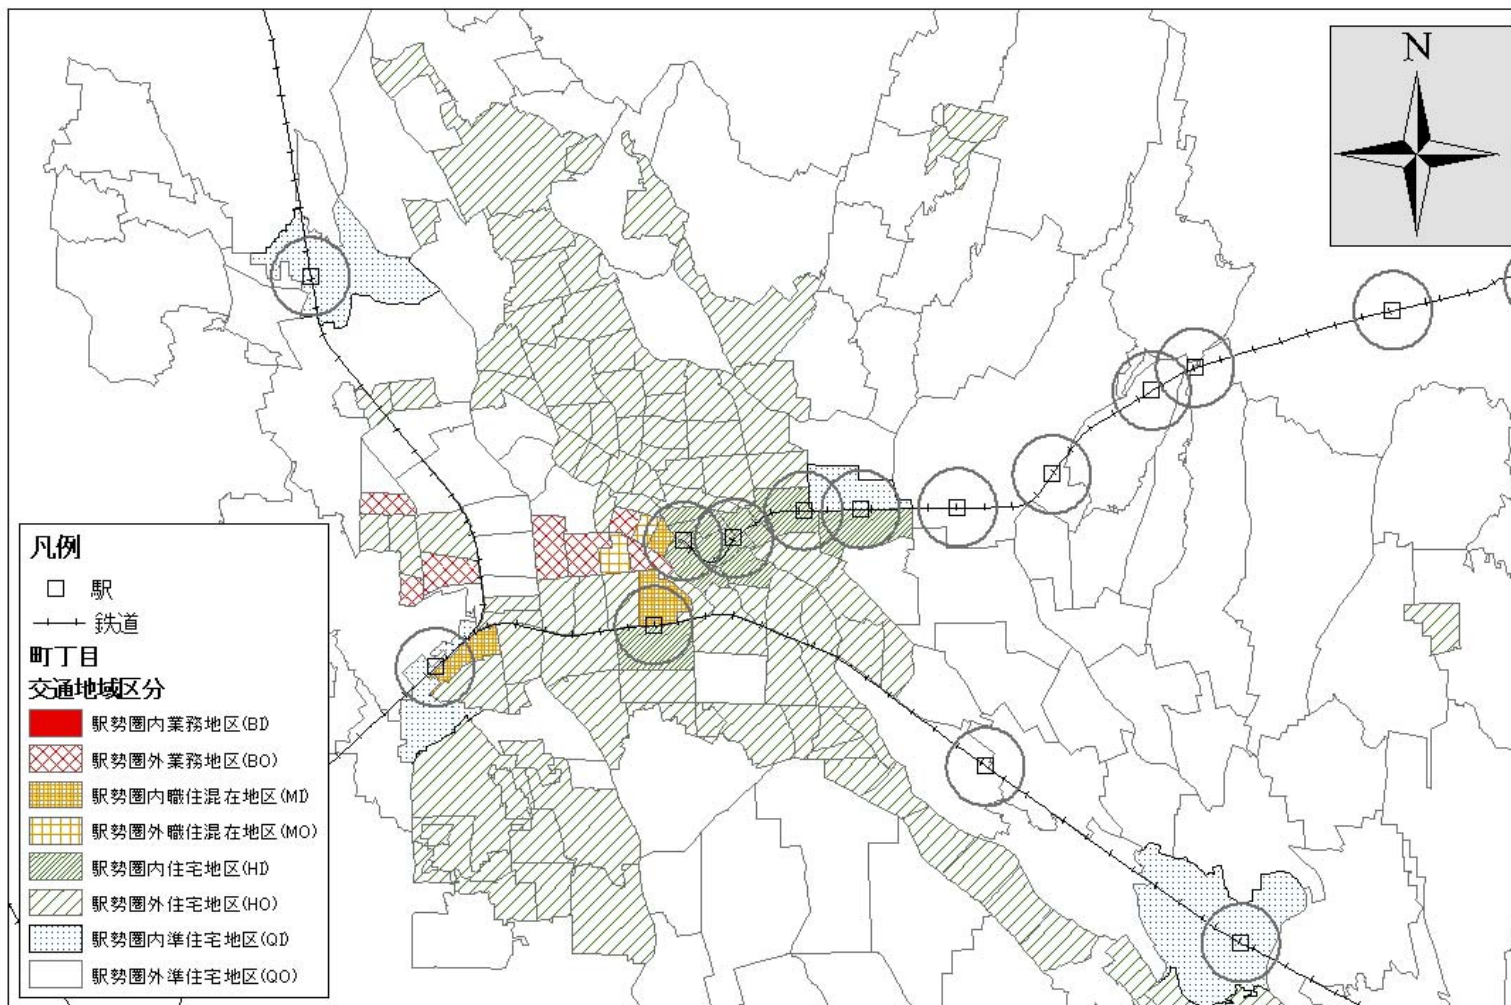 N
凡例
駅
鉄道
町丁目
交通地域区分
駅勢圏内業務地区(BI)
駅勢圏外業務地区(BO)
駅勢圏内職住混在地区(MI)
駅勢圏外職住混在地区(MO)
駅勢圏内住宅地区(HI)
駅勢圏外住宅地区(HO)
駅勢圏内準住宅地区(QI)
駅勢圏外準住宅地区(QO)